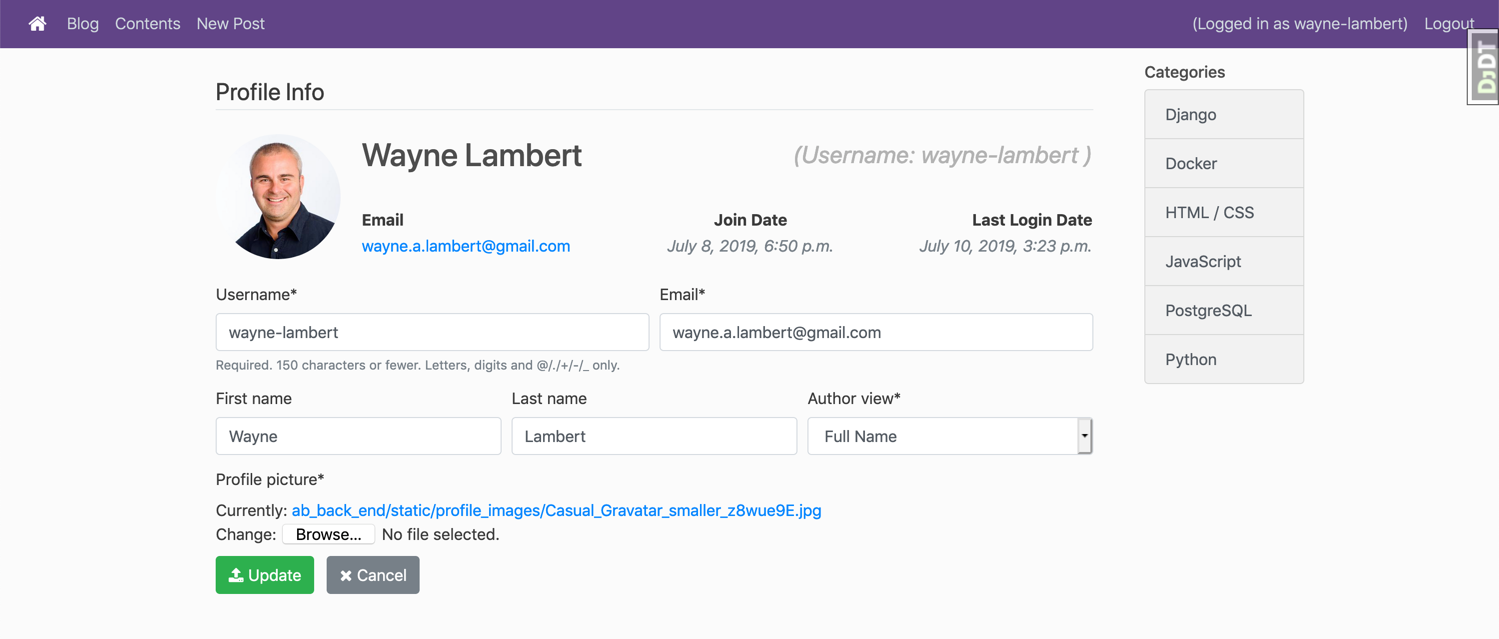 Blog Contents New Post (Logged in as wayne-lambert) Logout
DJDT
Profile Info
Wayne Lambert (Username: wayne-lambert )
Email Join Date Last Login Date
wayne.a.lambert@gmail.com July 8, 2019, 6:50 p.m. July 10, 2019, 3:23 p.m.
Username* Email*
wayne-lambert wayne.a.lambert@gmail.com
Required. 150 characters or fewer. Letters, digits and @/./+/-/_ only.
First name Last name Author view*
Wayne Lambert Full Name
Profile picture*
Currently: ab_back_end/static/profile_images/Casual_Gravatar_smaller_z8wue9E.jpg
Change: Browse... No file selected.
Update Cancel
Categories
Django
Docker
HTML / CSS
JavaScript
PostgreSQL
Python